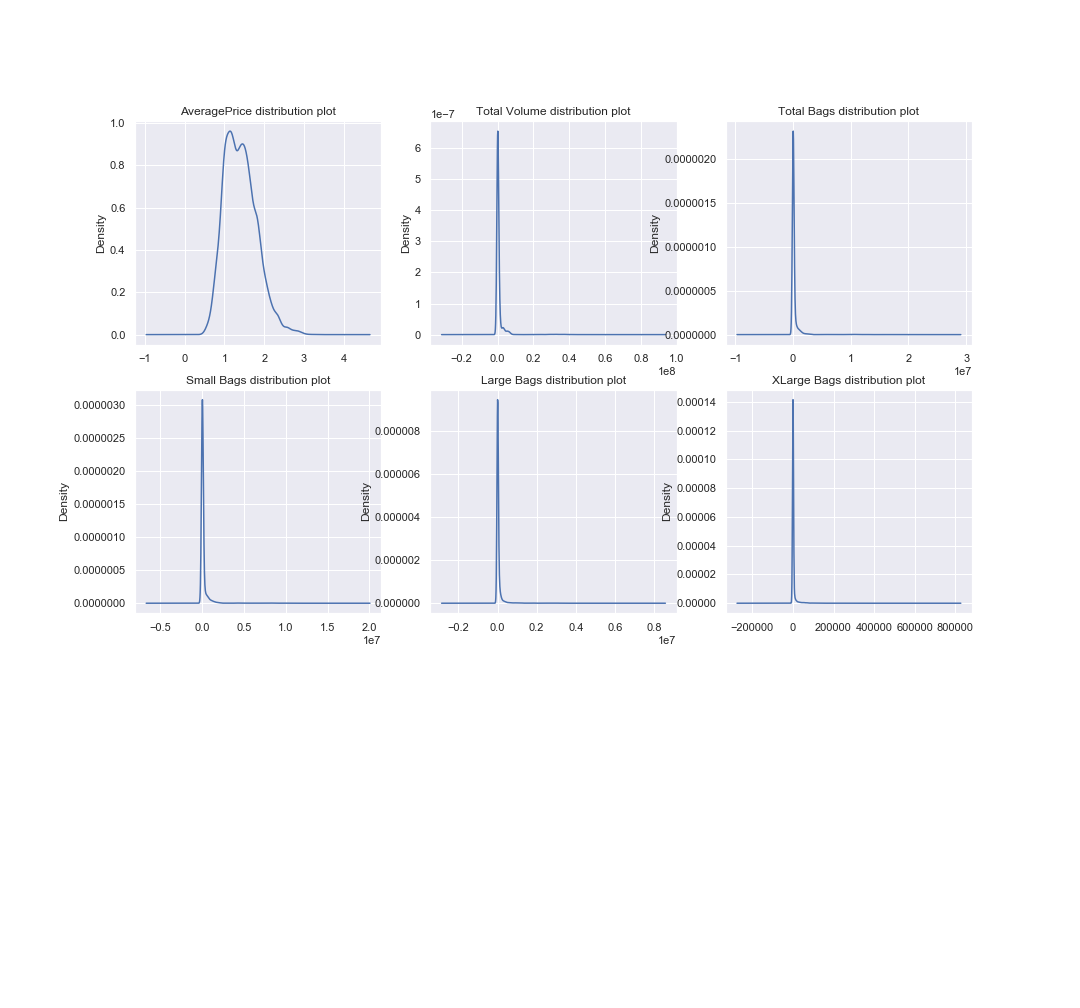 AveragePrice distribution plot
Density
1.0
0.8
0.6
0.4
0.2
0.0
−1 0 1 2 3 4
Total Volume distribution plot
1e−7
Density
6
5
4
3
2
1
0
−0.2 0.0 0.2 0.4 0.6 0.8 1.0
1e8
Total Bags distribution plot
Density
0.0000020
0.0000015
0.0000010
0.0000005
0.0000000
−1 0 1 2 3
1e7
Small Bags distribution plot
Density
0.0000030
0.0000025
0.0000020
0.0000015
0.0000010
0.0000005
0.0000000
−0.5 0.0 0.5 1.0 1.5 2.0
1e7
Large Bags distribution plot
Density
0.000008
0.000006
0.000004
0.000002
0.000000
−0.2 0.0 0.2 0.4 0.6 0.8
1e7
XLarge Bags distribution plot
Density
0.00014
0.00012
0.00010
0.00008
0.00006
0.00004
0.00002
0.00000
−200000 0 200000 400000 600000 800000